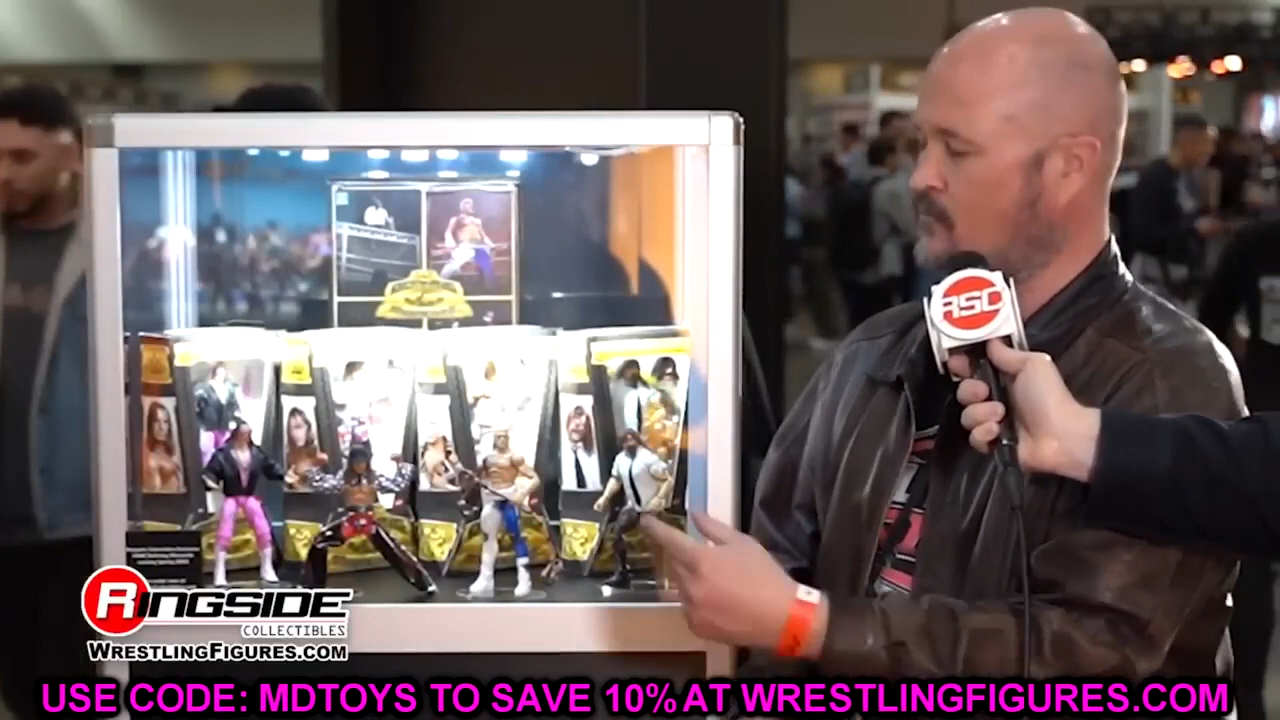 RSC
RINGSIDE
COLLECTIBLES
WRESTLINGFIGURES.COM
USE CODE: MDTOYS TO SAVE 10% AT WRESTLINGFIGURES.COM